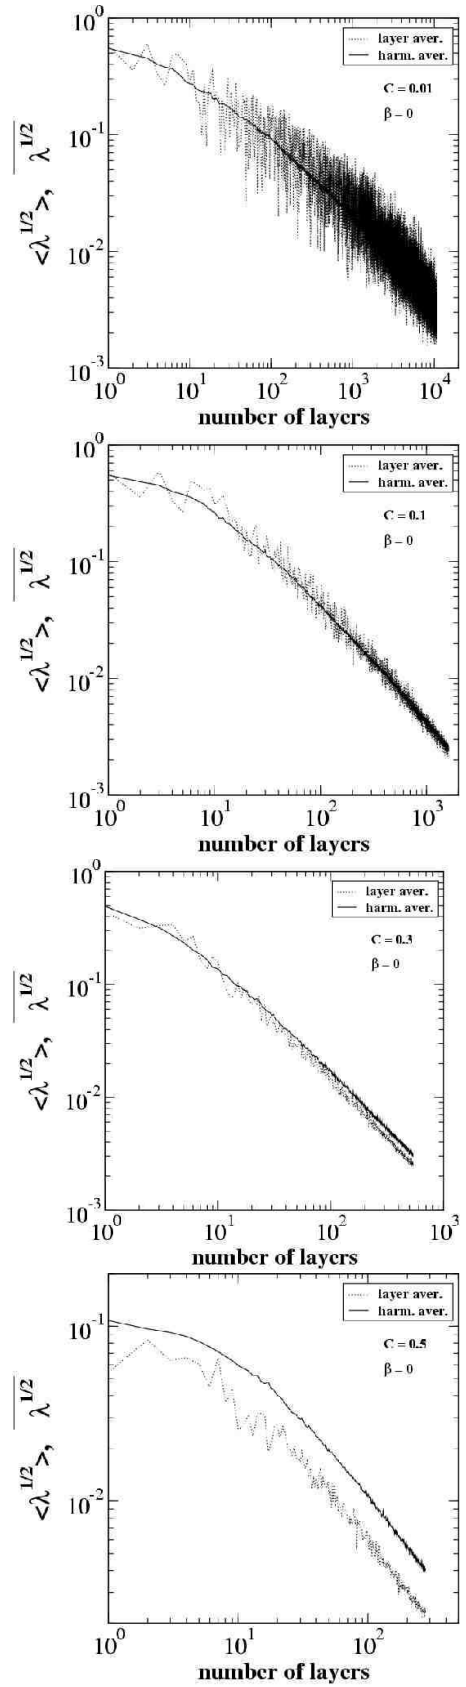 10^0
layer aver.
harm. aver.
C = 0.01
β = 0
10^-1
<λ^1/2>, λ^1/2
10^-2
10^-3
10^0 10^1 10^2 10^3 10^4
number of layers
10^0
layer aver.
harm. aver.
C = 0.1
β = 0
10^-1
<λ^1/2>, λ^1/2
10^-2
10^-3
10^0 10^1 10^2 10^3
number of layers
10^0
layer aver.
harm. aver.
C = 0.3
β = 0
10^-1
<λ^1/2>, λ^1/2
10^-2
10^-3
10^0 10^1 10^2 10^3
number of layers
layer aver.
harm. aver.
10^-1
C = 0.5
β = 0
<λ^1/2>, λ^1/2
10^-2
10^0 10^1 10^2
number of layers